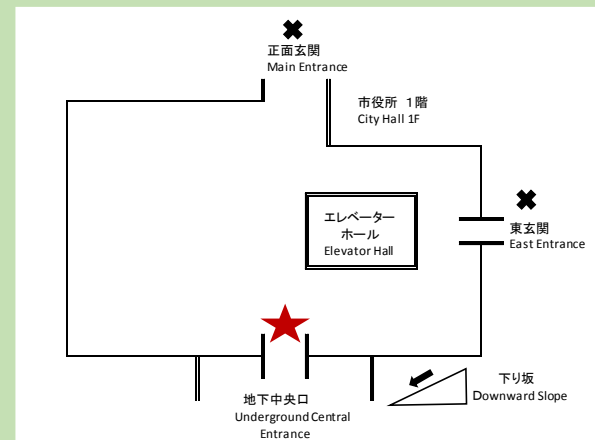 正面玄関
Main Entrance
市役所 1階
City Hall 1F
エレベーター
ホール
Elevator Hall
東玄関
East Entrance
地下中央口
Underground Central
Entrance
下り坂
Downward Slope